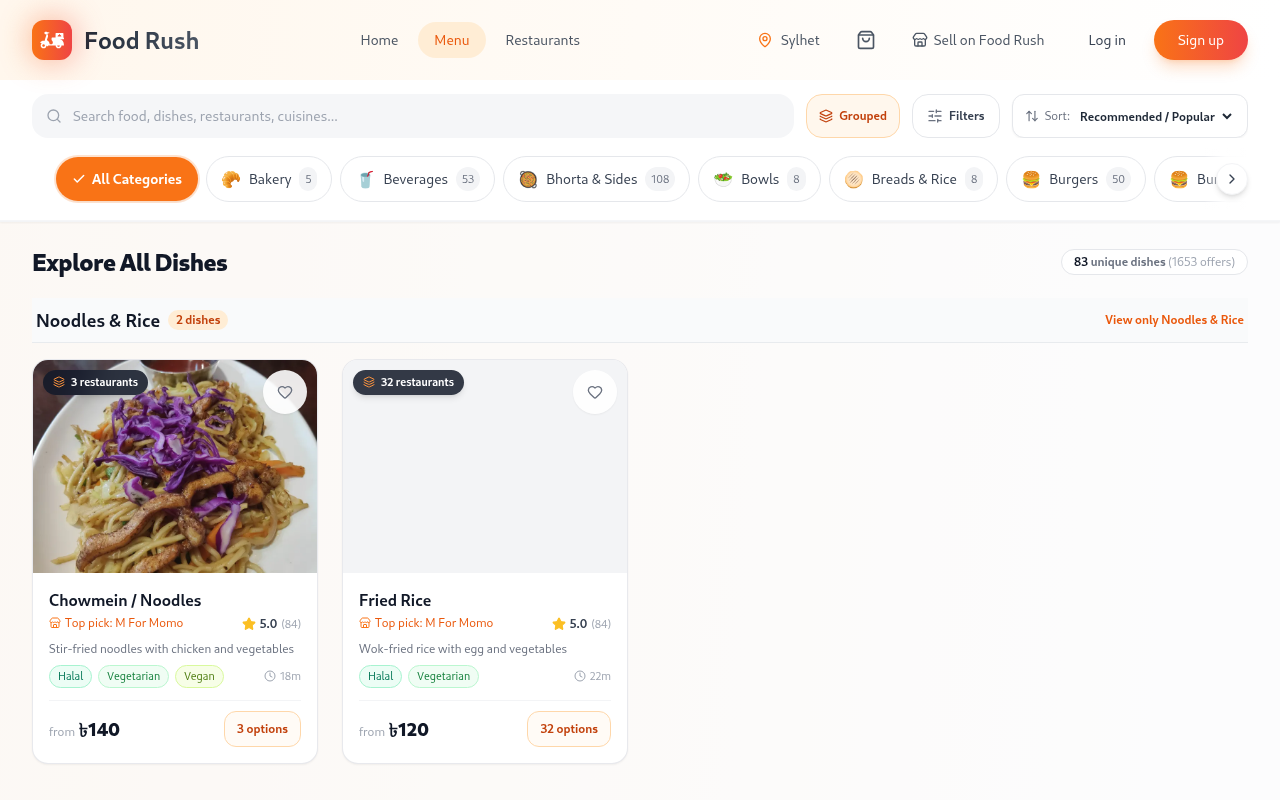 Food Rush
Home
Menu
Restaurants
Sylhet
Sell on Food Rush
Log in
Sign up
Search food, dishes, restaurants, cuisines...
Grouped
Filters
Sort: Recommended / Popular
All Categories
Bakery 5
Beverages 53
Bhorta & Sides 108
Bowls 8
Breads & Rice 8
Burgers 50
Bu
Explore All Dishes
83 unique dishes (1653 offers)
Noodles & Rice 2 dishes
View only Noodles & Rice
3 restaurants
Chowmein / Noodles
Top pick: M For Momo 5.0 (84)
Stir-fried noodles with chicken and vegetables
Halal Vegetarian Vegan 18m
from ৳140 3 options
32 restaurants
Fried Rice
Top pick: M For Momo 5.0 (84)
Wok-fried rice with egg and vegetables
Halal Vegetarian 22m
from ৳120 32 options